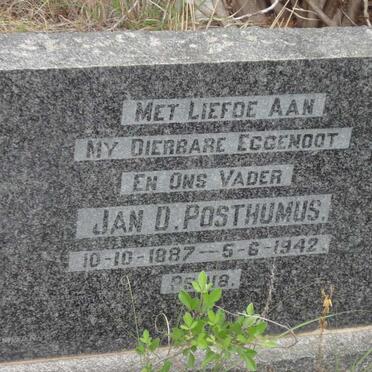 MET LIEFDE AAN
MY DIERBARE EGGENOOT
EN ONS VADER
JAN D. POSTHUMUS.
10-10-1887 — 5-6-1942.